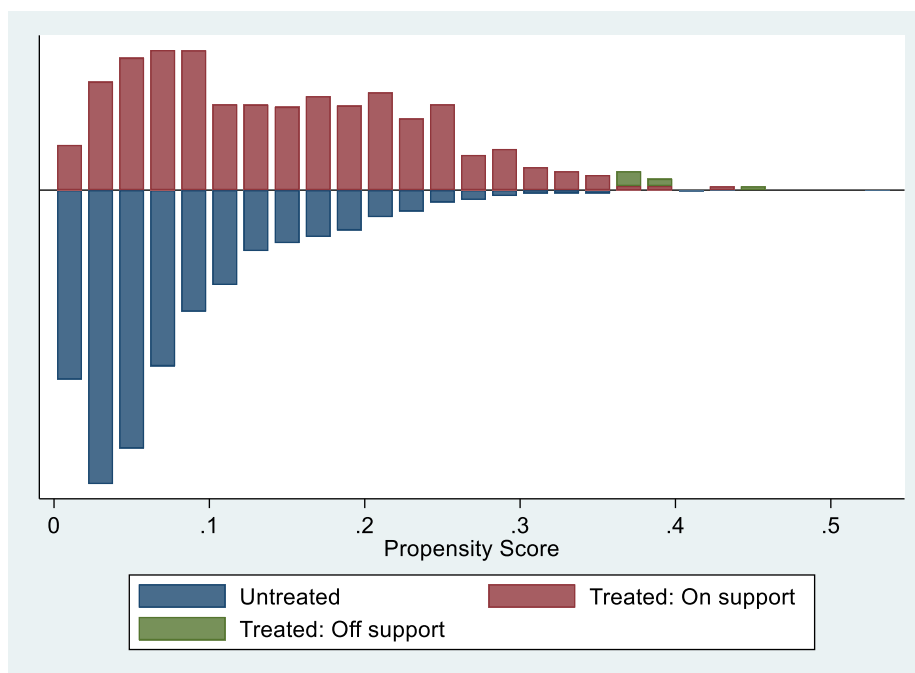 0 .1 .2 .3 .4 .5
Propensity Score
Untreated Treated: On support
Treated: Off support